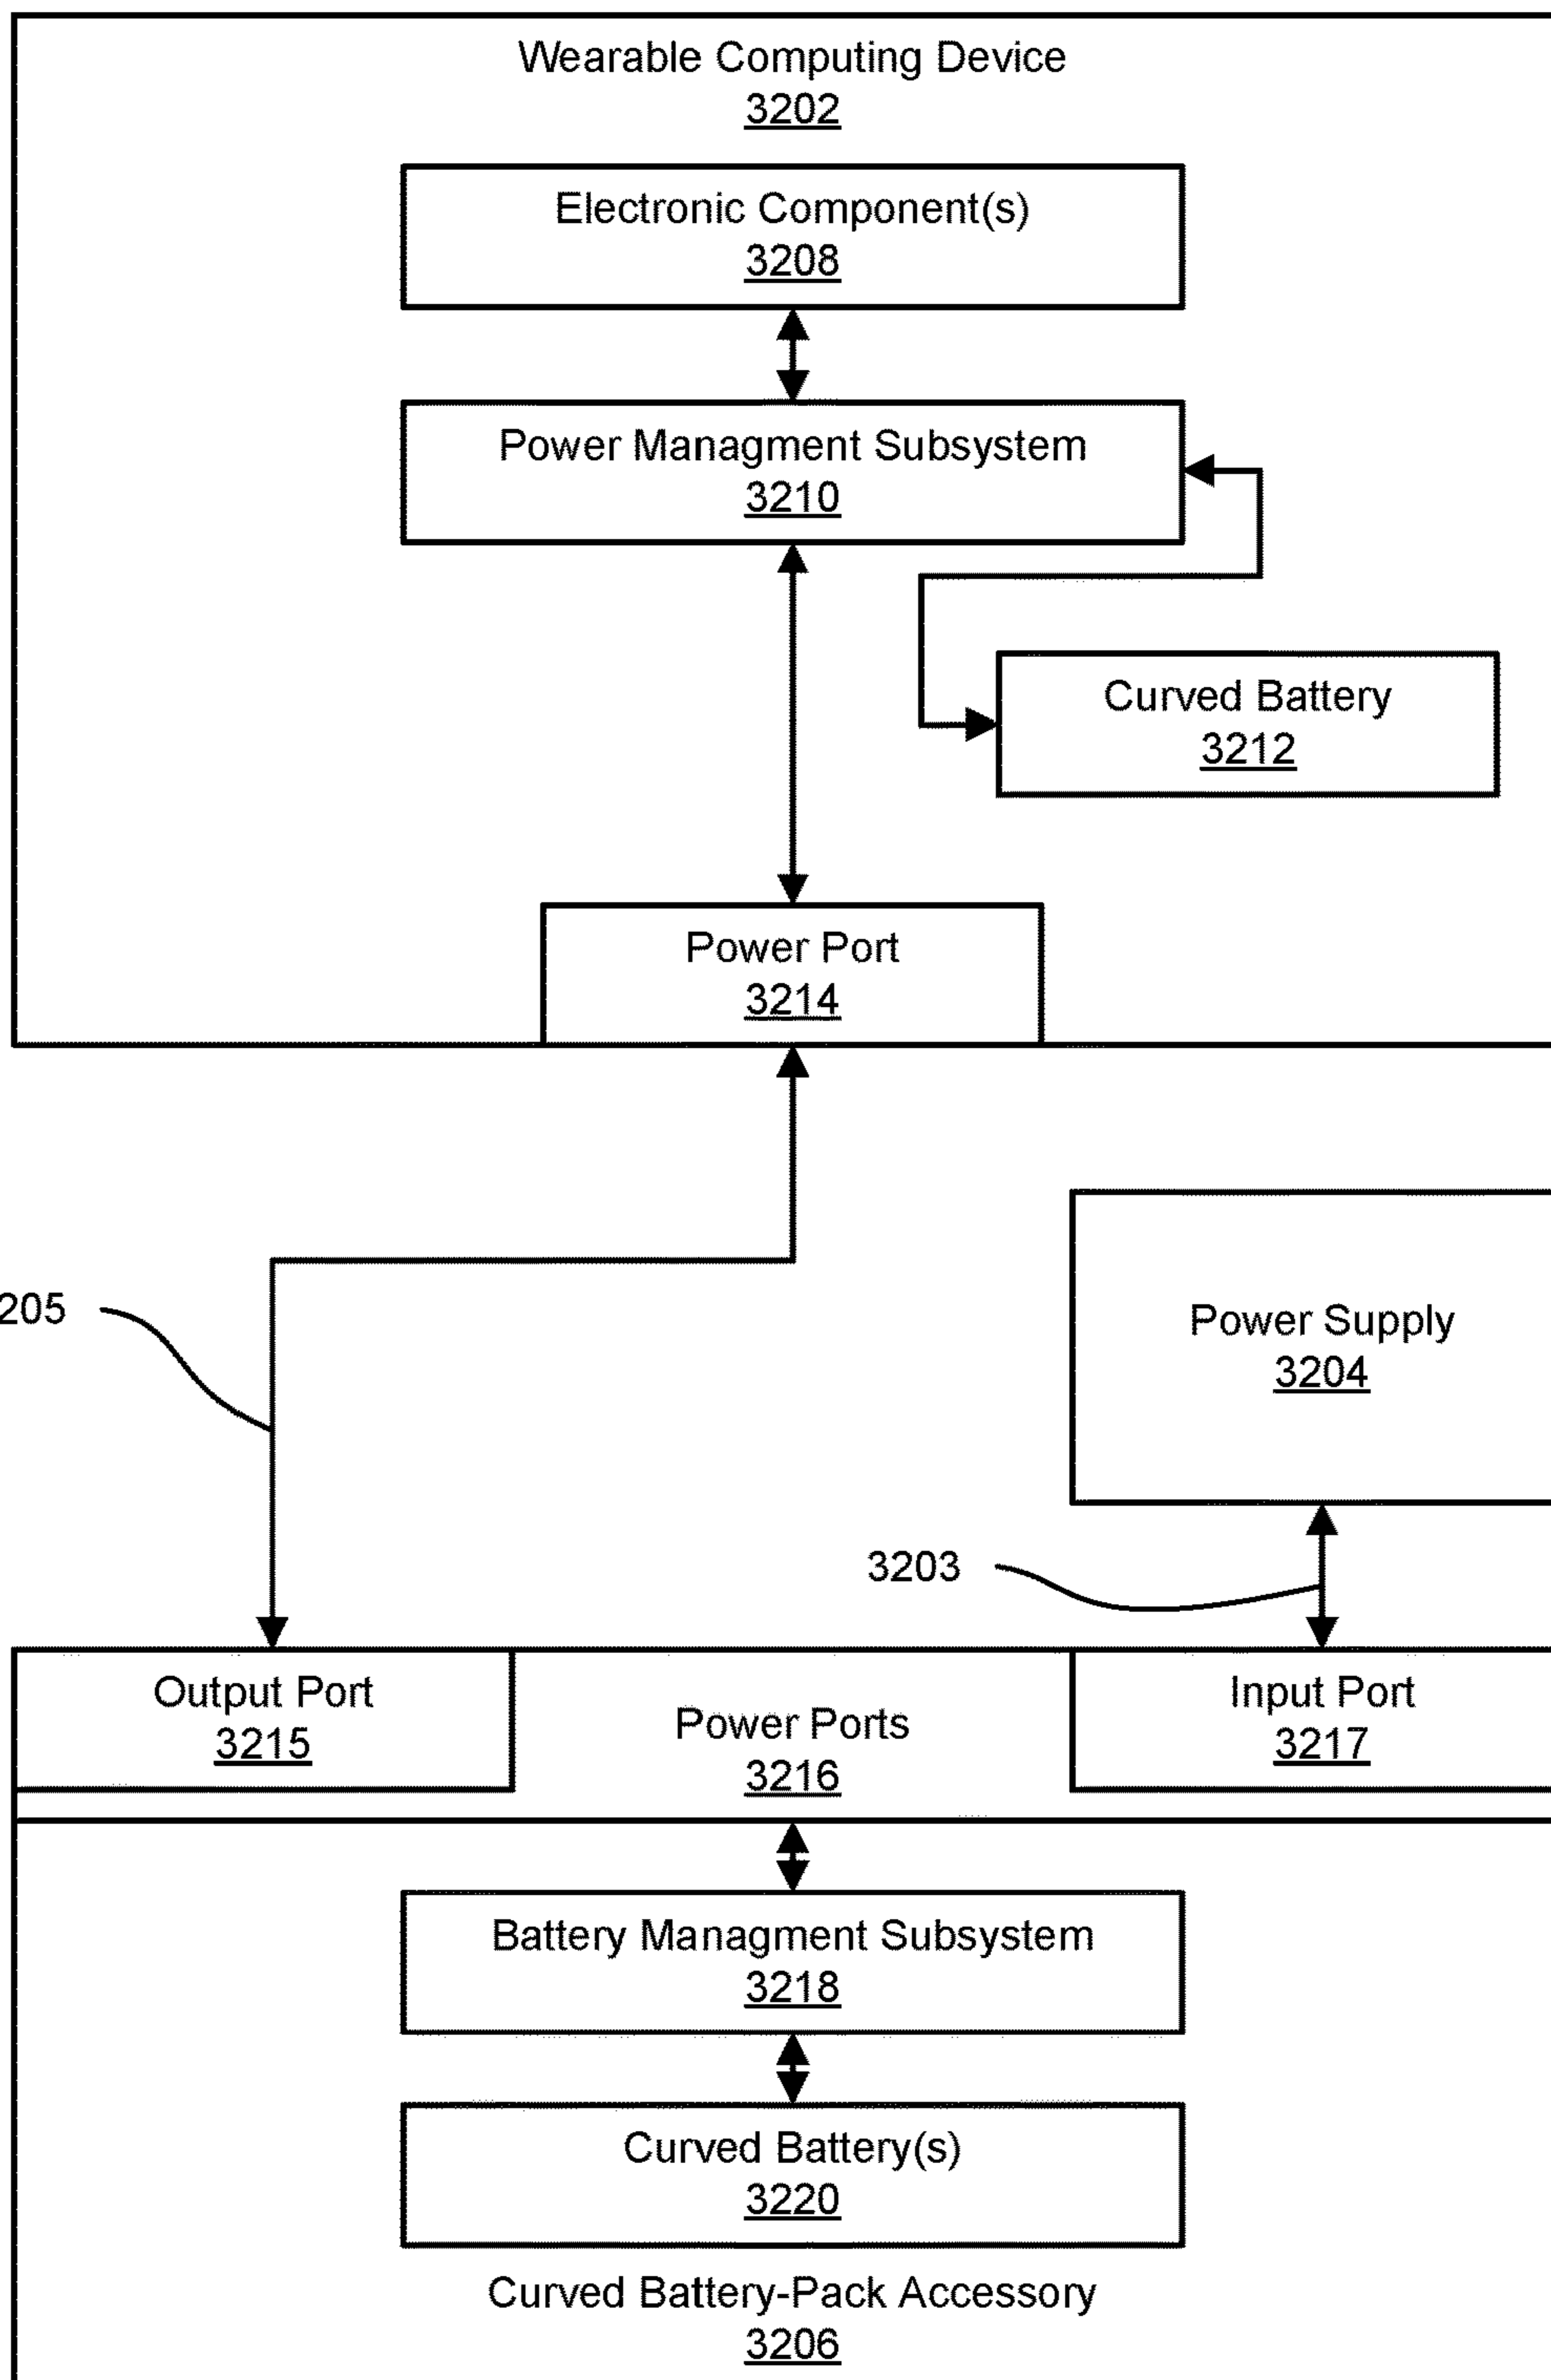 Wearable Computing Device
3202
Electronic Component(s)
3208
Power Managment Subsystem
3210
Curved Battery
3212
Power Port
3214
205
Power Supply
3204
3203
Output Port
3215
Power Ports
3216
Input Port
3217
Battery Managment Subsystem
3218
Curved Battery(s)
3220
Curved Battery-Pack Accessory
3206